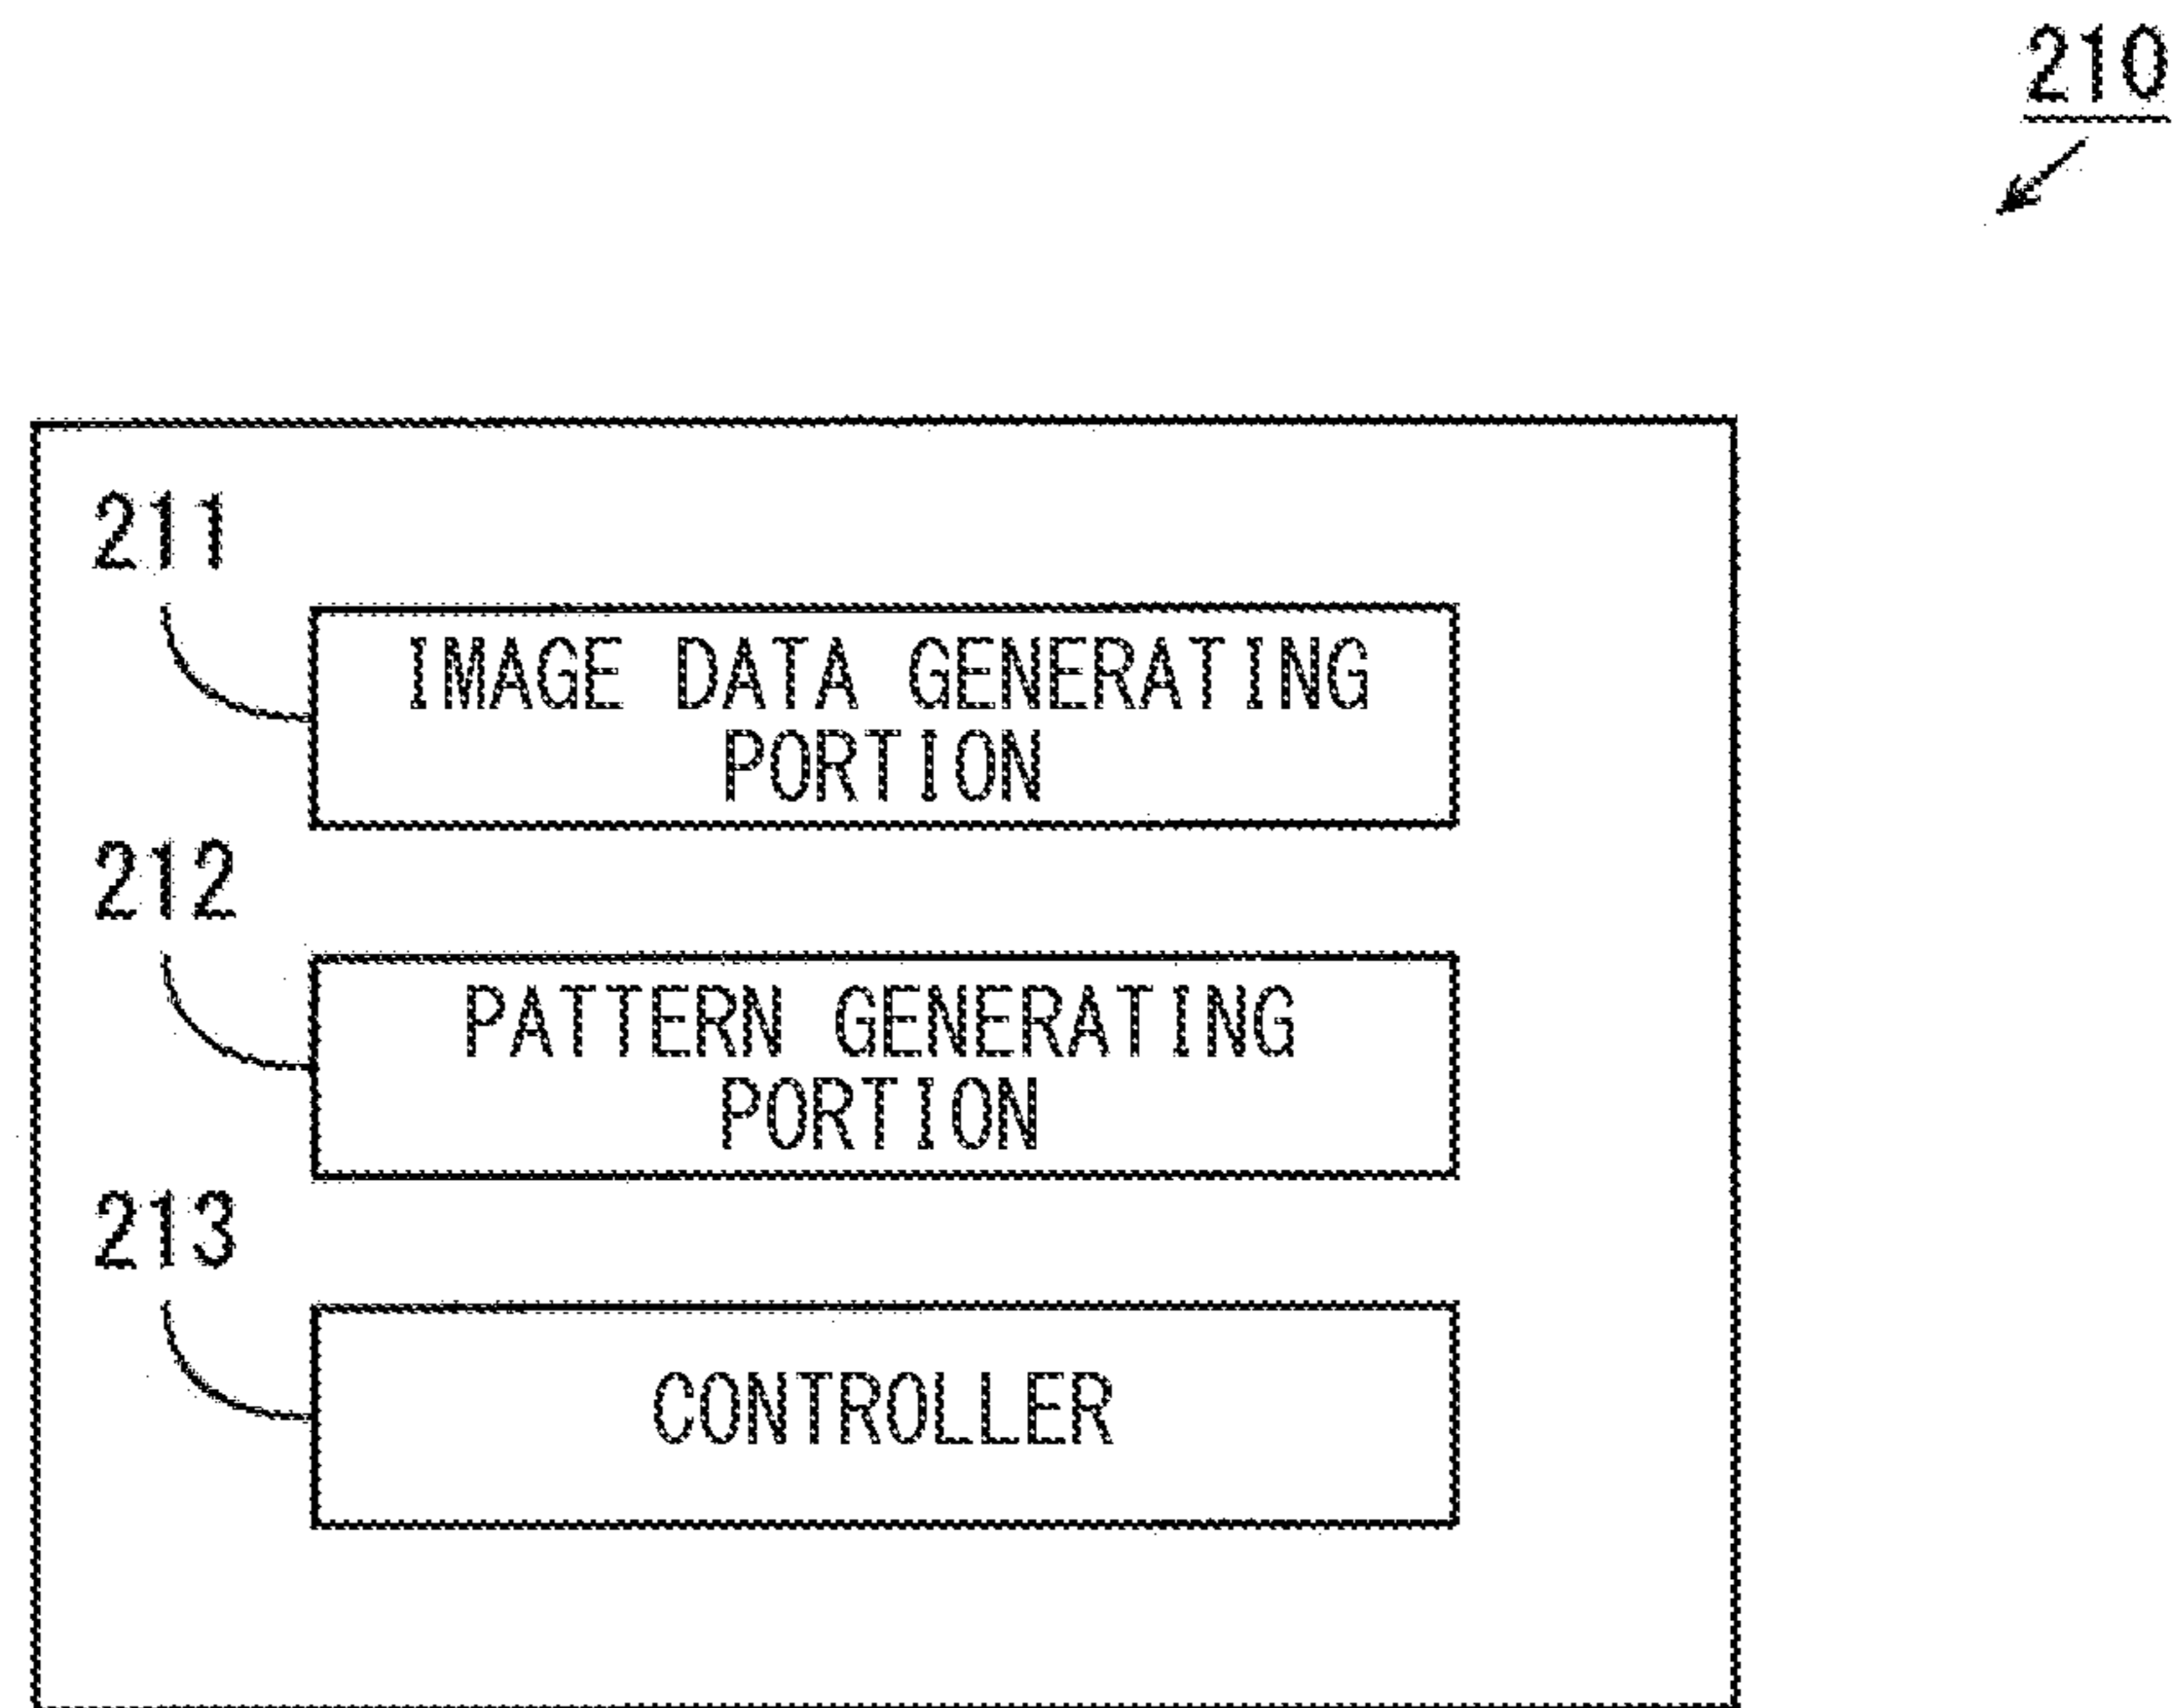 210
211
IMAGE DATA GENERATING
PORTION
212
PATTERN GENERATING
PORTION
213
CONTROLLER